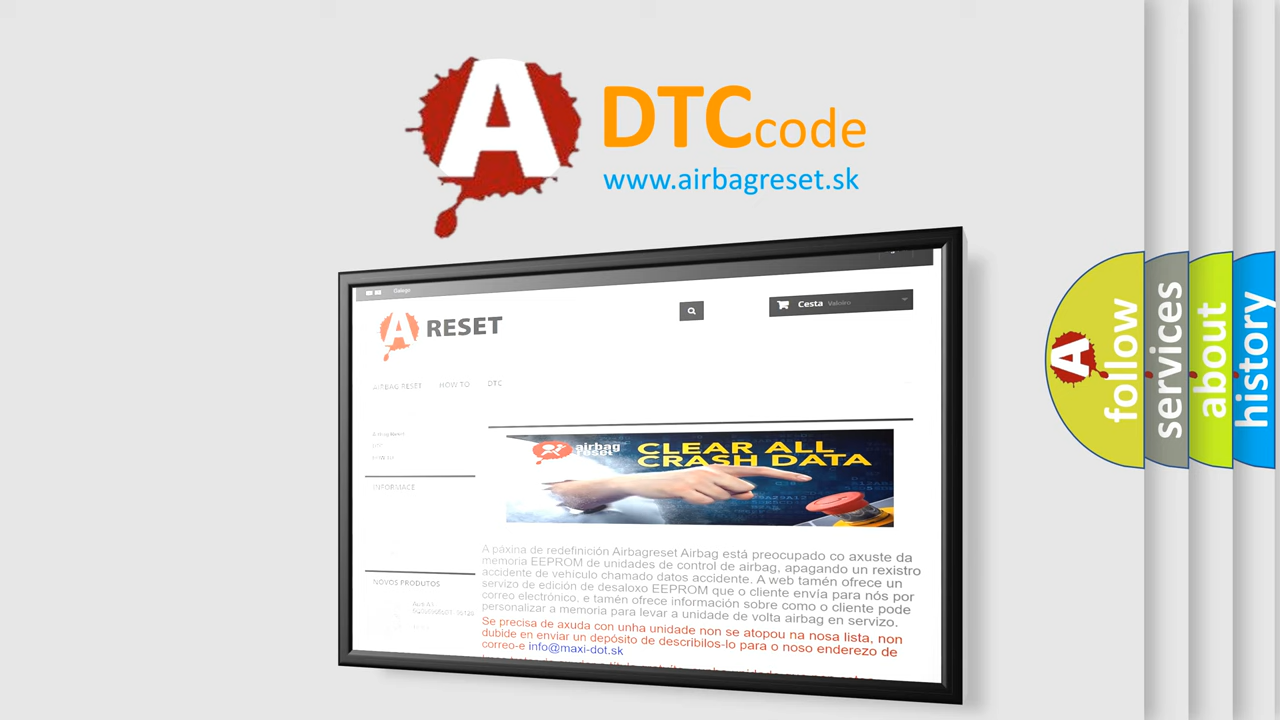 A
DTCcode
www.airbagreset.sk
Galego
A RESET
Cesta Valoiro
AIRBAG RESET HOW TO DTC
airbag
reset
CLEAR ALL
CRASH DATA
INFORMACE
A páxina de redefinición Airbagreset Airbag está preocupado co axuste da
memoria EEPROM de unidades de control de airbag, apagando un rexistro
accidente de vehículo chamado datos accidente. A web tamén ofrece un
servizo de edición de desaloxo EEPROM que o cliente envía para nós por
correo electrónico, e tamén ofrece información sobre como o cliente pode
personalizar a memoria para levar a unidade de volta airbag en servizo.
NOVOS PRODUTOS
Se precisa de axuda con unha unidade non se atopou na nosa lista, non
dubide en enviar un depósito de describilos-lo para o noso enderezo de
correo-e info@maxi-dot.sk
A
follow
services
about
history